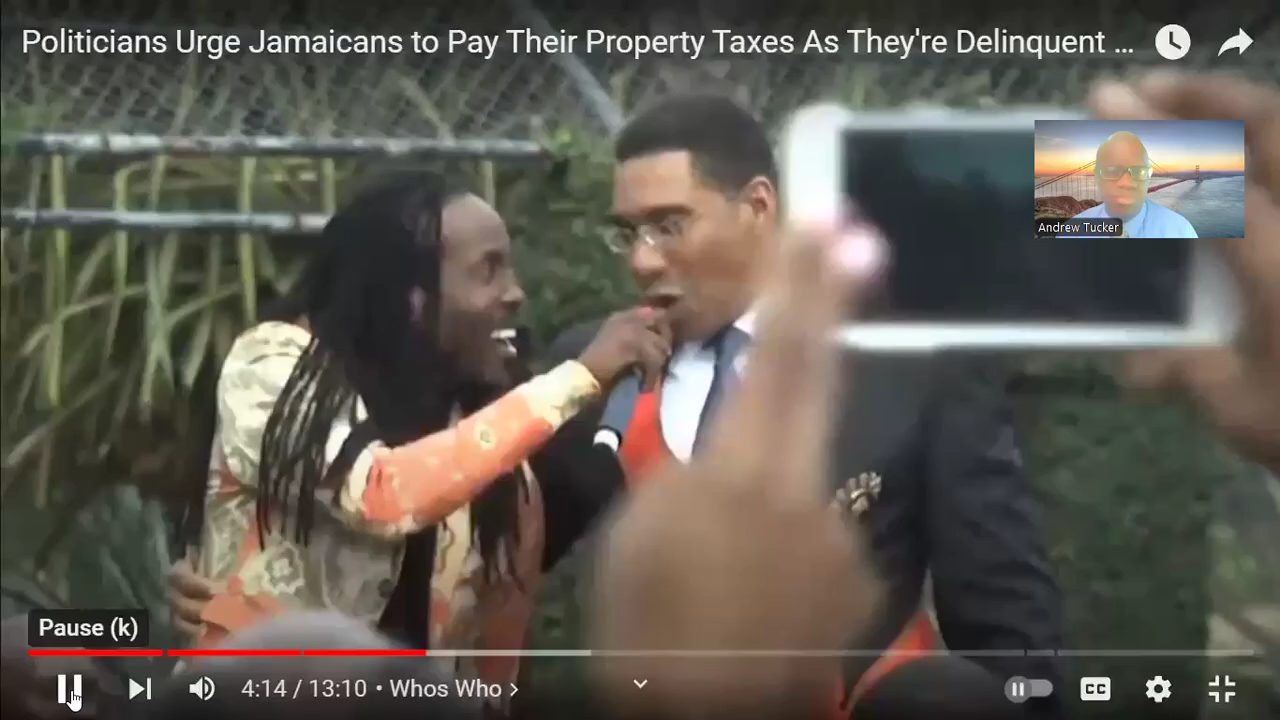 Politicians Urge Jamaicans to Pay Their Property Taxes As They're Delinquent ...
Andrew Tucker
Pause (k)
4:14 / 13:10 • Whos Who >
CC